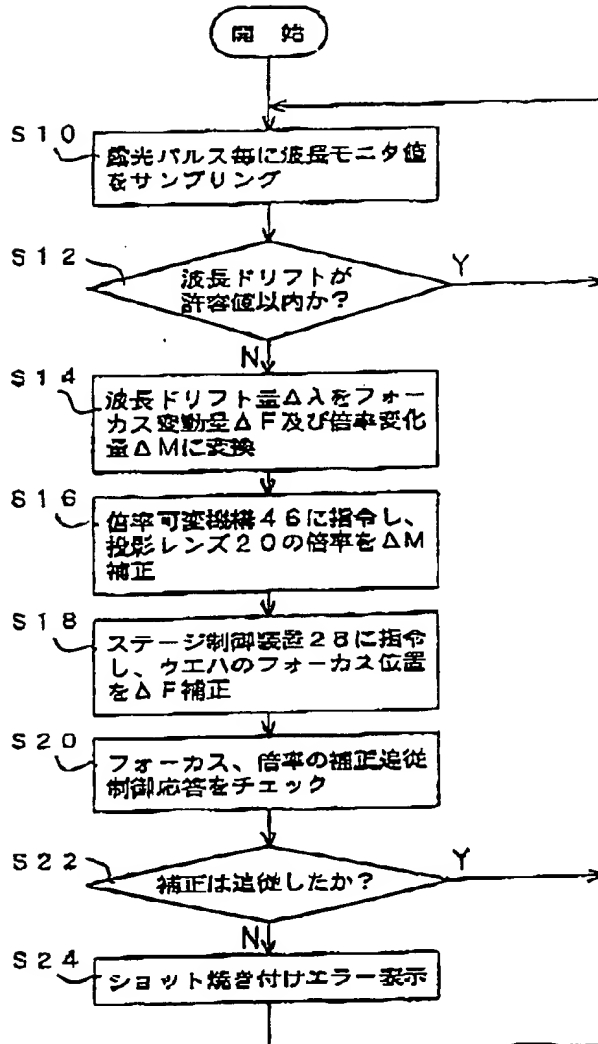 開 始
S10
露光パルス毎に波長モニタ値
をサンプリング
S12
波長ドリフトが
許容値以内か?
Y
N
S14
波長ドリフト量Δλをフォー
カス変動量ΔF及び倍率変化
量ΔMに変換
S16
倍率可変機構46に指令し、
投影レンズ20の倍率をΔM
補正
S18
ステージ制御装置28に指令
し、ウエハのフォーカス位置
をΔF補正
S20
フォーカス、倍率の補正追従
制御応答をチェック
S22
補正は追従したか?
Y
N
S24
ショット焼き付けエラー表示